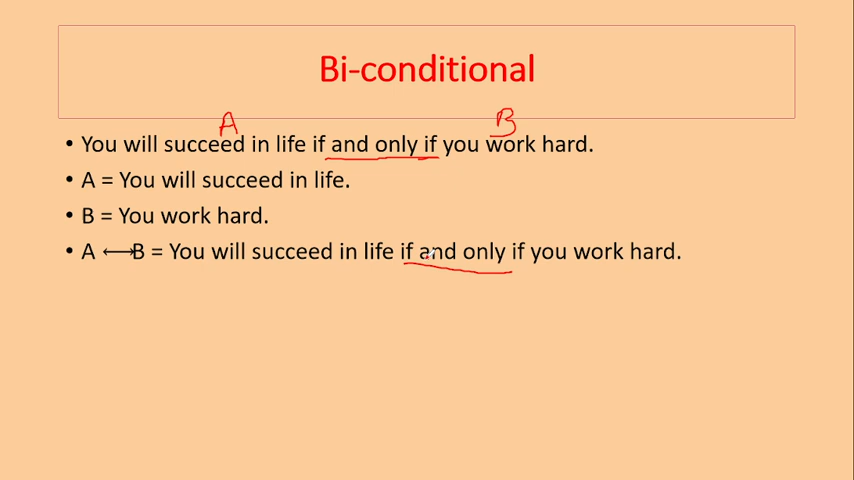 Bi-conditional
A B
• You will succeed in life if and only if you work hard.
• A = You will succeed in life.
• B = You work hard.
• A ⟷B = You will succeed in life if and only if you work hard.